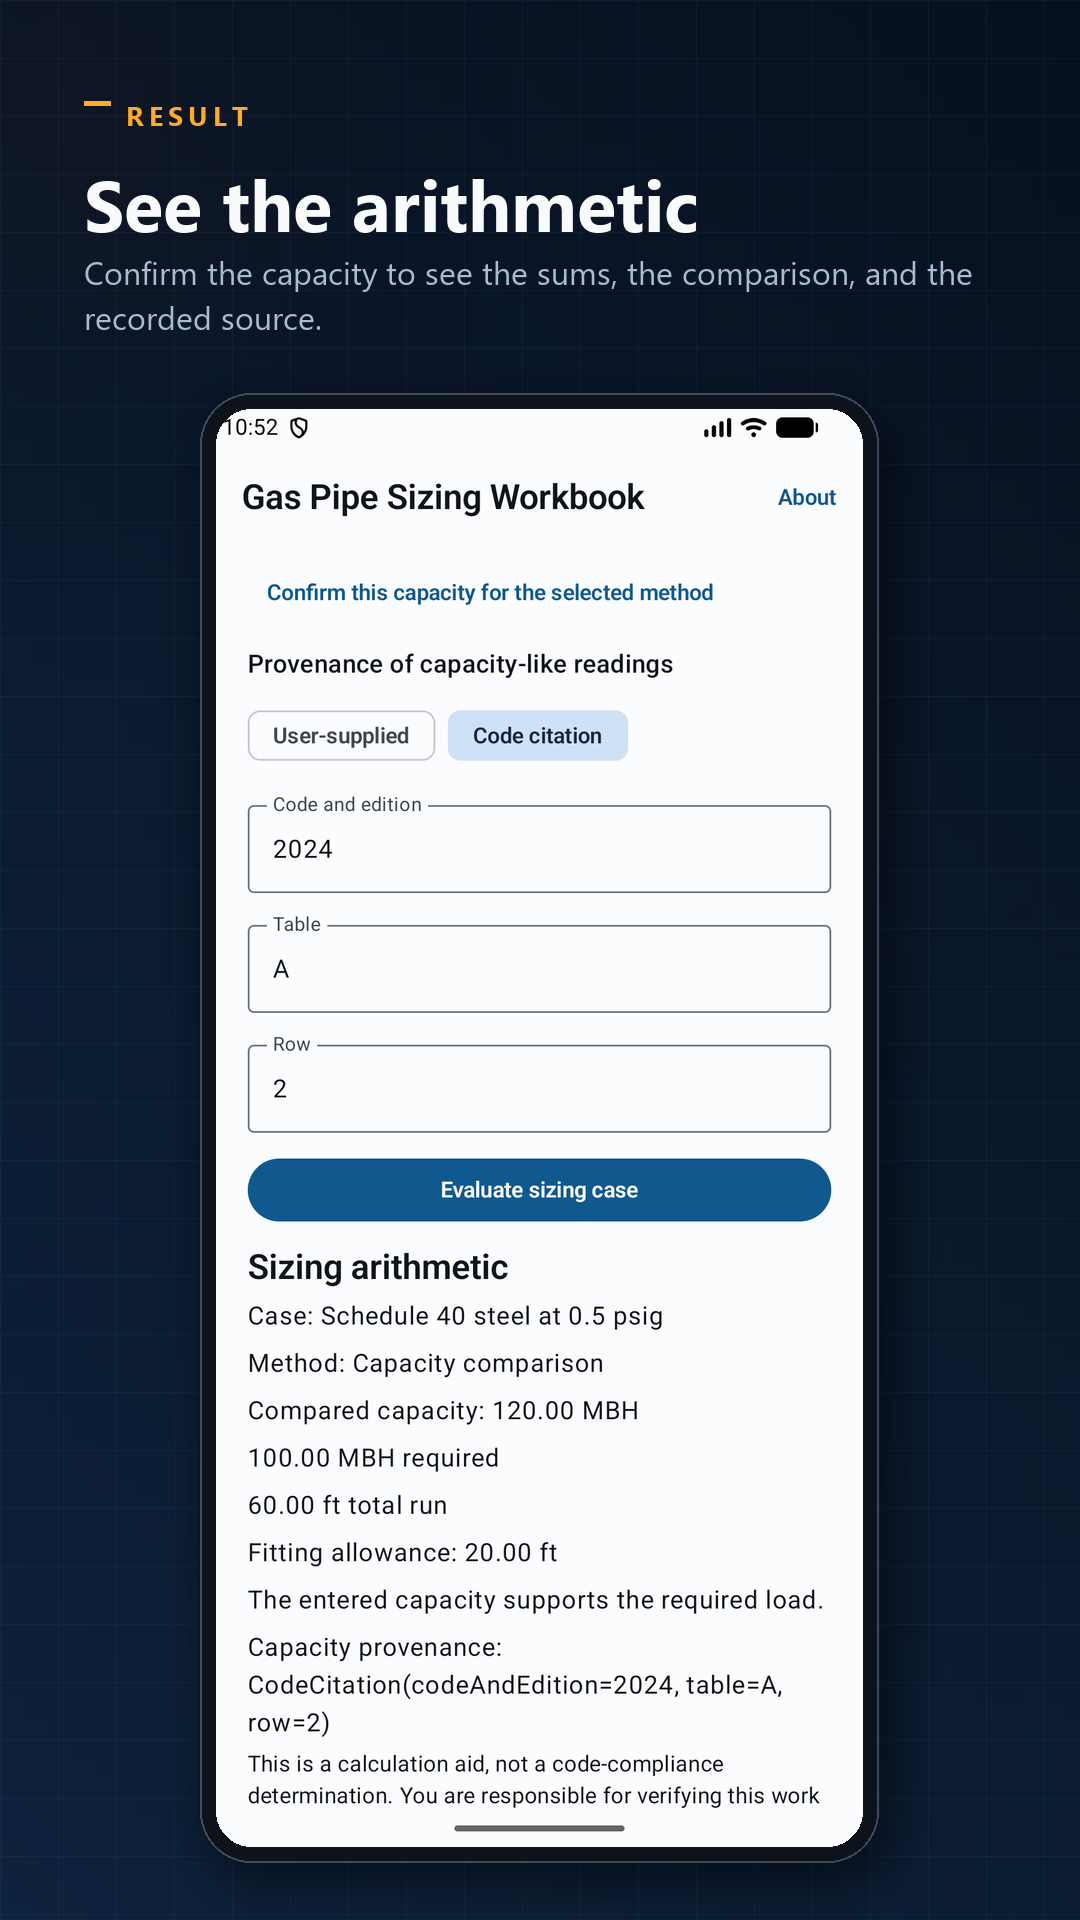 RESULT
See the arithmetic
Confirm the capacity to see the sums, the comparison, and the
recorded source.
10:52
Gas Pipe Sizing Workbook
About
Confirm this capacity for the selected method
Provenance of capacity-like readings
User-supplied
Code citation
Code and edition
2024
Table
A
Row
2
Evaluate sizing case
Sizing arithmetic
Case: Schedule 40 steel at 0.5 psig
Method: Capacity comparison
Compared capacity: 120.00 MBH
100.00 MBH required
60.00 ft total run
Fitting allowance: 20.00 ft
The entered capacity supports the required load.
Capacity provenance:
CodeCitation(codeAndEdition=2024, table=A,
row=2)
This is a calculation aid, not a code-compliance
determination. You are responsible for verifying this work